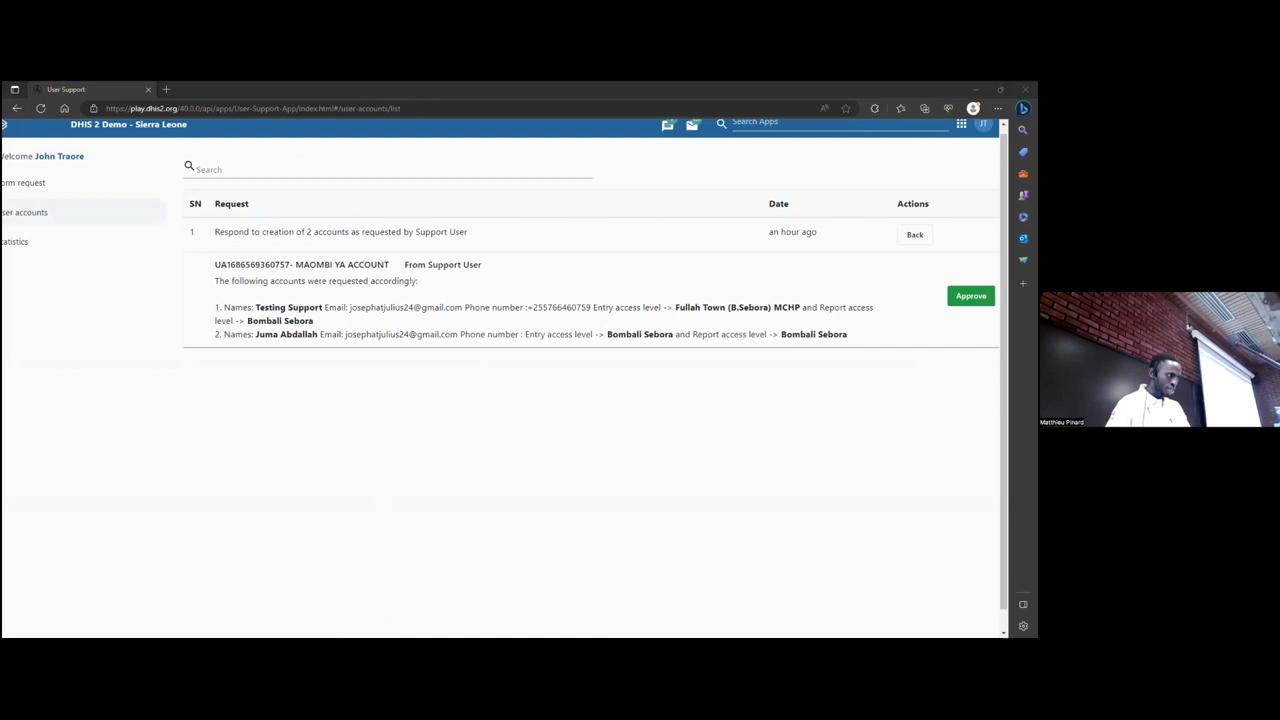 User Support
https://play.dhis2.org/40.0.0/api/apps/User-Support-App/index.html#/user-accounts/list
DHIS 2 Demo - Sierra Leone
Search Apps
JT
elcome John Traore
orm request
ser accounts
tatistics
Search
SN Request Date Actions
1 Respond to creation of 2 accounts as requested by Support User an hour ago Back
UA1686569360757- MAOMBI YA ACCOUNT From Support User
The following accounts were requested accordingly:
Approve
1. Names: Testing Support Email: josephatjulius24@gmail.com Phone number :+255766460759 Entry access level -> Fullah Town (B.Sebora) MCHP and Report access
level -> Bombali Sebora
2. Names: Juma Abdallah Email: josephatjulius24@gmail.com Phone number : Entry access level -> Bombali Sebora and Report access level -> Bombali Sebora
Matthieu Pinard